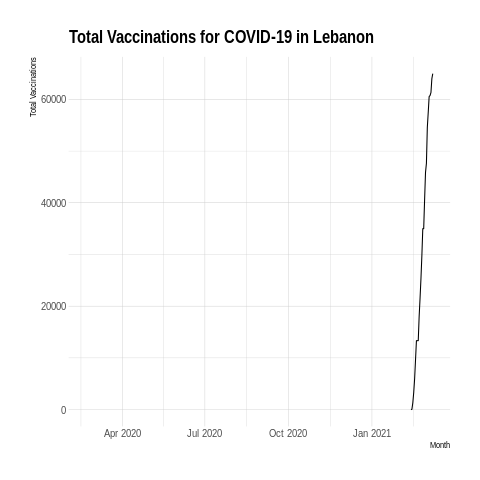 Total Vaccinations for COVID-19 in Lebanon
Total Vaccinations
60000
40000
20000
0
Apr 2020
Jul 2020
Oct 2020
Jan 2021
Month